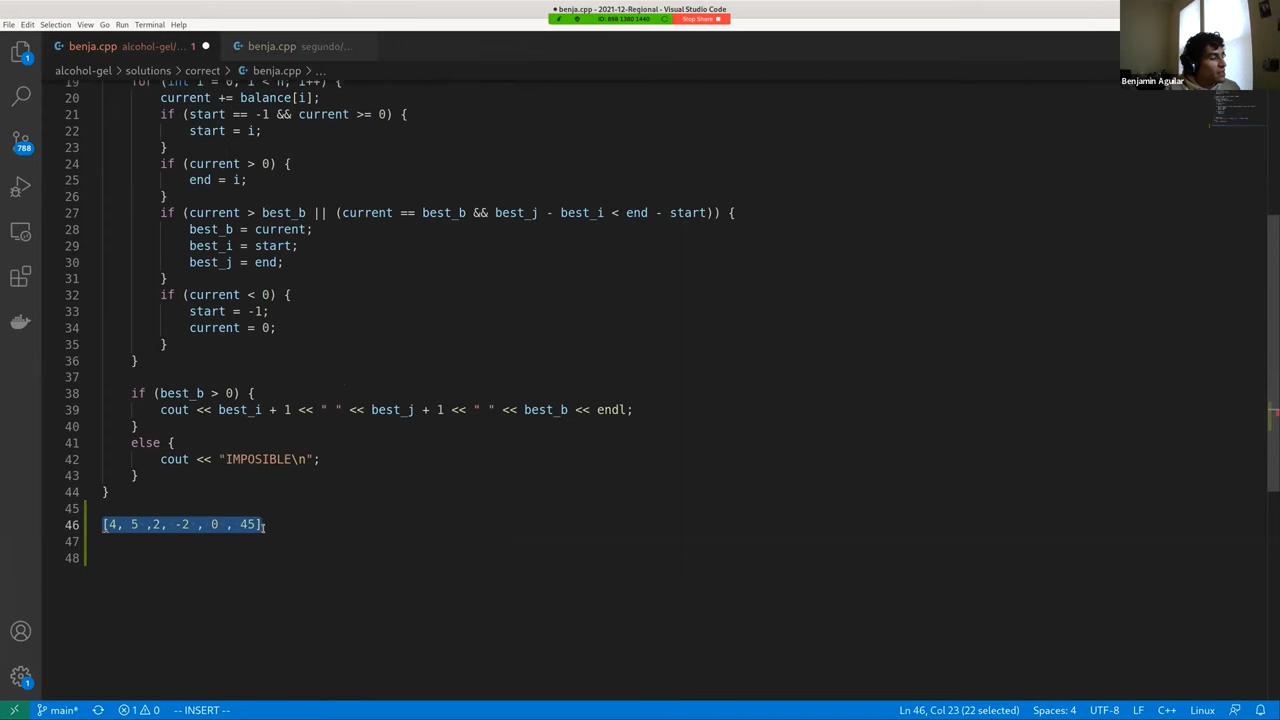 benja.cpp - 2021-12-Regional - Visual Studio Code
File Edit Selection View Go Run Terminal Help
ID: 898 1380 1440 Stop Share
benja.cpp alcohol-gel/... 1 benja.cpp segundo/...
alcohol-gel > solutions > correct > benja.cpp > ...
Benjamin Aguilar
19 for (int i = 0; i < n; i++) {
20 current += balance[i];
21 if (start == -1 && current >= 0) {
22 start = i;
23 }
24 if (current > 0) {
25 end = i;
26 }
27 if (current > best_b || (current == best_b && best_j - best_i < end - start)) {
28 best_b = current;
29 best_i = start;
30 best_j = end;
31 }
32 if (current < 0) {
33 start = -1;
34 current = 0;
35 }
36 }
37
38 if (best_b > 0) {
39 cout << best_i + 1 << " " << best_j + 1 << " " << best_b << endl;
40 }
41 else {
42 cout << "IMPOSIBLE\n";
43 }
44 }
45
46 [4, 5 ,2, -2 , 0 , 45]
47
48
1
788
1
main* 1 0 -- INSERT -- Ln 46, Col 23 (22 selected) Spaces: 4 UTF-8 LF C++ Linux